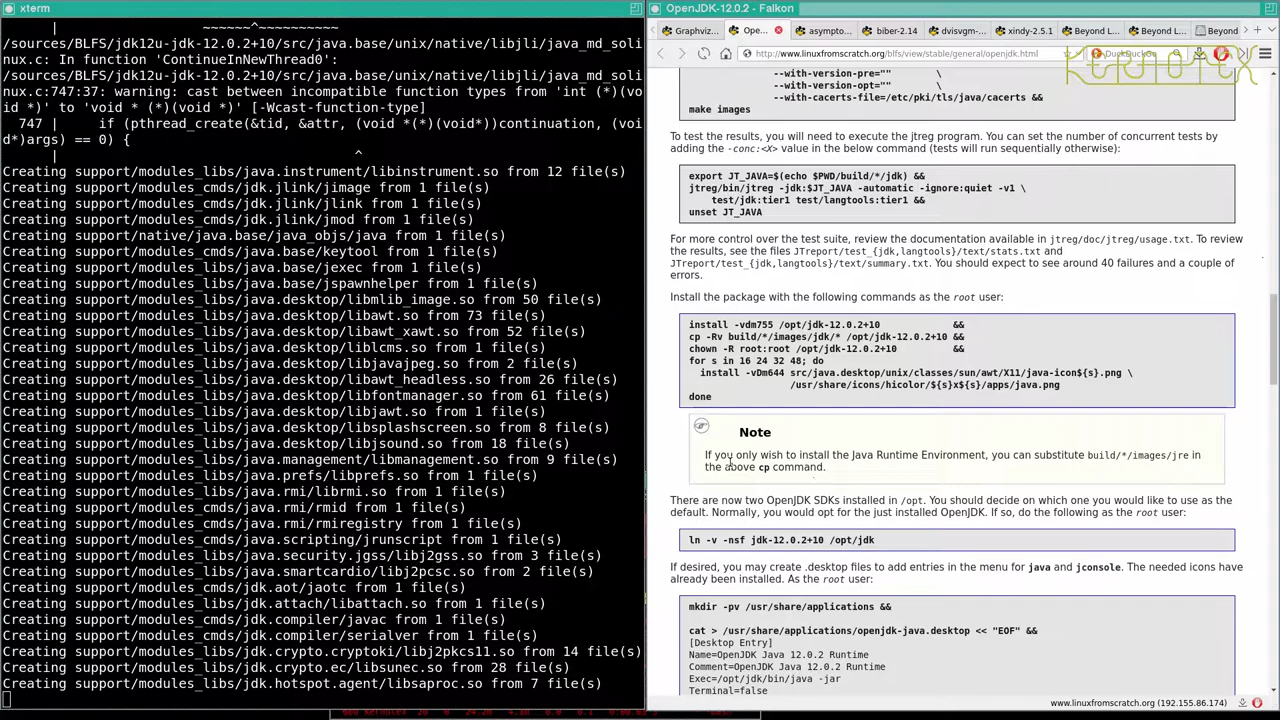 xterm
|                   ~~~~~~^~~~~~~~~~~
/sources/BLFS/jdk12u-jdk-12.0.2+10/src/java.base/unix/native/libjli/java_md_soli
nux.c: In function 'ContinueInNewThread0':
/sources/BLFS/jdk12u-jdk-12.0.2+10/src/java.base/unix/native/libjli/java_md_soli
nux.c:747:37: warning: cast between incompatible function types from 'int (*)(vo
id *)' to 'void * (*)(void *)' [-Wcast-function-type]
747 |     if (pthread_create(&tid, &attr, (void *(*)(void*))continuation, (voi
d*)args) == 0) {
|                                     ^
Creating support/modules_libs/java.instrument/libinstrument.so from 12 file(s)
Creating support/modules_cmds/jdk.jlink/jimage from 1 file(s)
Creating support/modules_cmds/jdk.jlink/jlink from 1 file(s)
Creating support/modules_cmds/jdk.jlink/jmod from 1 file(s)
Creating support/native/java.base/java_objs/java from 1 file(s)
Creating support/modules_cmds/java.base/keytool from 1 file(s)
Creating support/modules_libs/java.base/jexec from 1 file(s)
Creating support/modules_libs/java.base/jspawnhelper from 1 file(s)
Creating support/modules_libs/java.desktop/libmlib_image.so from 50 file(s)
Creating support/modules_libs/java.desktop/libawt.so from 73 file(s)
Creating support/modules_libs/java.desktop/libawt_xawt.so from 52 file(s)
Creating support/modules_libs/java.desktop/liblcms.so from 1 file(s)
Creating support/modules_libs/java.desktop/libjavajpeg.so from 2 file(s)
Creating support/modules_libs/java.desktop/libawt_headless.so from 26 file(s)
Creating support/modules_libs/java.desktop/libfontmanager.so from 61 file(s)
Creating support/modules_libs/java.desktop/libjawt.so from 1 file(s)
Creating support/modules_libs/java.desktop/libsplashscreen.so from 8 file(s)
Creating support/modules_libs/java.desktop/libjsound.so from 18 file(s)
Creating support/modules_libs/java.management/libmanagement.so from 9 file(s)
Creating support/modules_libs/java.prefs/libprefs.so from 1 file(s)
Creating support/modules_libs/java.rmi/librmi.so from 1 file(s)
Creating support/modules_cmds/java.rmi/rmid from 1 file(s)
Creating support/modules_cmds/java.rmi/rmiregistry from 1 file(s)
Creating support/modules_cmds/java.scripting/jrunscript from 1 file(s)
Creating support/modules_libs/java.security.jgss/libj2gss.so from 3 file(s)
Creating support/modules_libs/java.smartcardio/libj2pcsc.so from 2 file(s)
Creating support/modules_cmds/jdk.aot/jaotc from 1 file(s)
Creating support/modules_libs/jdk.attach/libattach.so from 1 file(s)
Creating support/modules_cmds/jdk.compiler/javac from 1 file(s)
Creating support/modules_cmds/jdk.compiler/serialver from 1 file(s)
Creating support/modules_libs/jdk.crypto.cryptoki/libj2pkcs11.so from 14 file(s)
Creating support/modules_libs/jdk.crypto.ec/libsunec.so from 28 file(s)
Creating support/modules_libs/jdk.hotspot.agent/libsaproc.so from 7 file(s)
OpenJDK-12.0.2 - Falkon
Graphviz... Ope... asympto... biber-2.14 dvisvgm-... xindy-2.5.1 Beyond L... Beyond L... Beyond
http://www.linuxfromscratch.org/blfs/view/stable/general/openjdk.html DuckDuckGo
KERNOTEX
--with-version-pre=""       \
--with-version-opt=""       \
--with-cacerts-file=/etc/pki/tls/java/cacerts &&
make images
To test the results, you will need to execute the jtreg program. You can set the number of concurrent tests by
adding the -conc:<X> value in the below command (tests will run sequentially otherwise):
export JT_JAVA=$(echo $PWD/build/*/jdk) &&
jtreg/bin/jtreg -jdk:$JT_JAVA -automatic -ignore:quiet -v1 \
test/jdk:tier1 test/langtools:tier1 &&
unset JT_JAVA
For more control over the test suite, review the documentation available in jtreg/doc/jtreg/usage.txt. To review
the results, see the files JTreport/test_{jdk,langtools}/text/stats.txt and
JTreport/test_{jdk,langtools}/text/summary.txt. You should expect to see around 40 failures and a couple of
errors.
Install the package with the following commands as the root user:
install -vdm755 /opt/jdk-12.0.2+10             &&
cp -Rv build/*/images/jdk/* /opt/jdk-12.0.2+10 &&
chown -R root:root /opt/jdk-12.0.2+10          &&
for s in 16 24 32 48; do
install -vDm644 src/java.desktop/unix/classes/sun/awt/X11/java-icon${s}.png \
/usr/share/icons/hicolor/${s}x${s}/apps/java.png
done
Note
If you only wish to install the Java Runtime Environment, you can substitute build/*/images/jre in
the above cp command.
There are now two OpenJDK SDKs installed in /opt. You should decide on which one you would like to use as the
default. Normally, you would opt for the just installed OpenJDK. If so, do the following as the root user:
ln -v -nsf jdk-12.0.2+10 /opt/jdk
If desired, you may create .desktop files to add entries in the menu for java and jconsole. The needed icons have
already been installed. As the root user:
mkdir -pv /usr/share/applications &&
cat > /usr/share/applications/openjdk-java.desktop << "EOF" &&
[Desktop Entry]
Name=OpenJDK Java 12.0.2 Runtime
Comment=OpenJDK Java 12.0.2 Runtime
Exec=/opt/jdk/bin/java -jar
Terminal=false
www.linuxfromscratch.org (192.155.86.174)